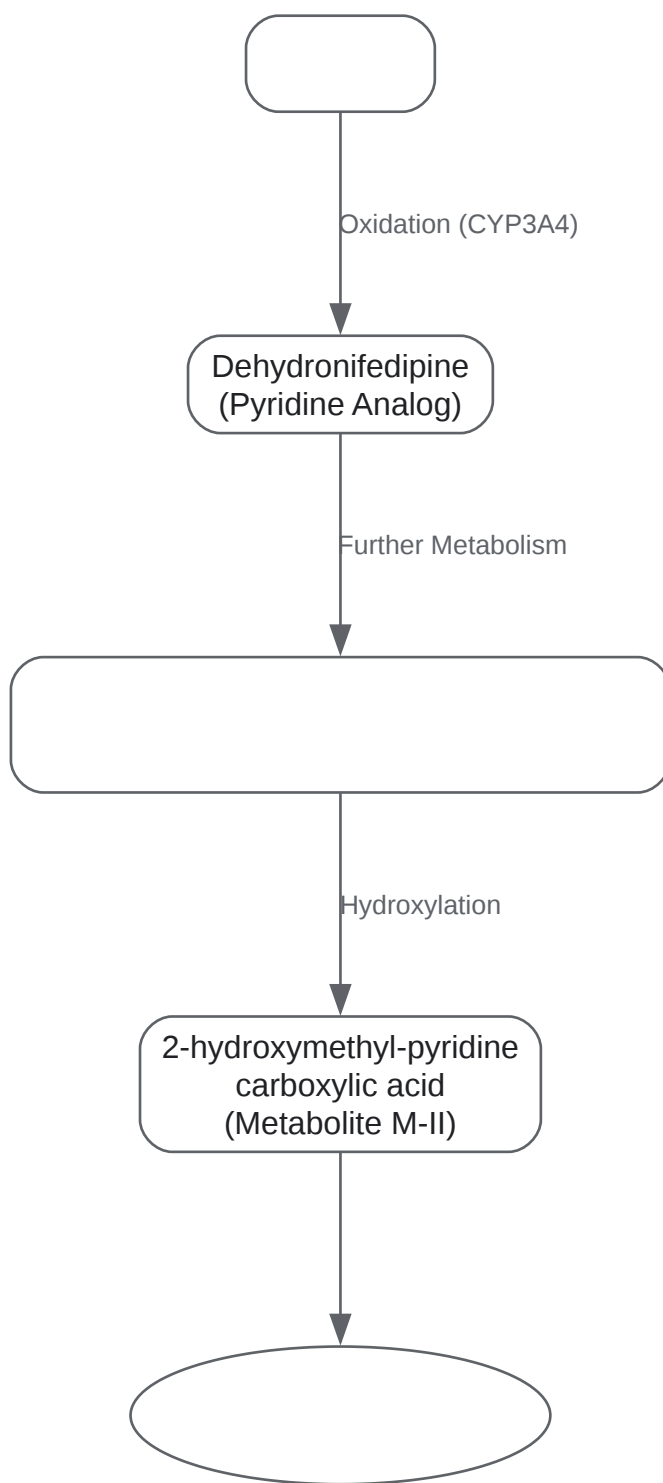 Oxidation (CYP3A4)
Dehydronifedipine
(Pyridine Analog)
Further Metabolism
Hydroxylation
2-hydroxymethyl-pyridine
carboxylic acid
(Metabolite M-II)